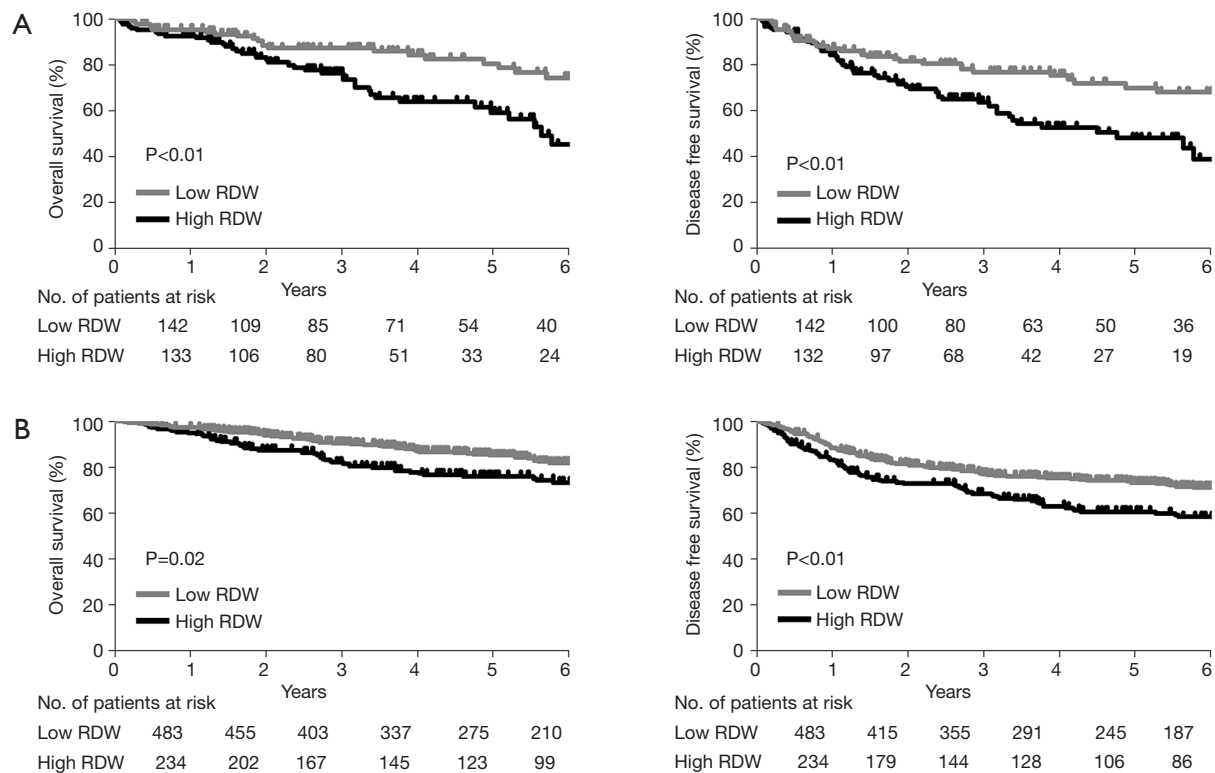 A
Overall survival (%)
100
80
60
40
20
0
P<0.01
Low RDW
High RDW
0 1 2 3 4 5 6
Years
No. of patients at risk
Low RDW 142 109 85 71 54 40
High RDW 133 106 80 51 33 24
Disease free survival (%)
100
80
60
40
20
0
P<0.01
Low RDW
High RDW
0 1 2 3 4 5 6
Years
No. of patients at risk
Low RDW 142 100 80 63 50 36
High RDW 132 97 68 42 27 19
B
Overall survival (%)
100
80
60
40
20
0
P=0.02
Low RDW
High RDW
0 1 2 3 4 5 6
Years
No. of patients at risk
Low RDW 483 455 403 337 275 210
High RDW 234 202 167 145 123 99
Disease free survival (%)
100
80
60
40
20
0
P<0.01
Low RDW
High RDW
0 1 2 3 4 5 6
Years
No. of patients at risk
Low RDW 483 415 355 291 245 187
High RDW 234 179 144 128 106 86